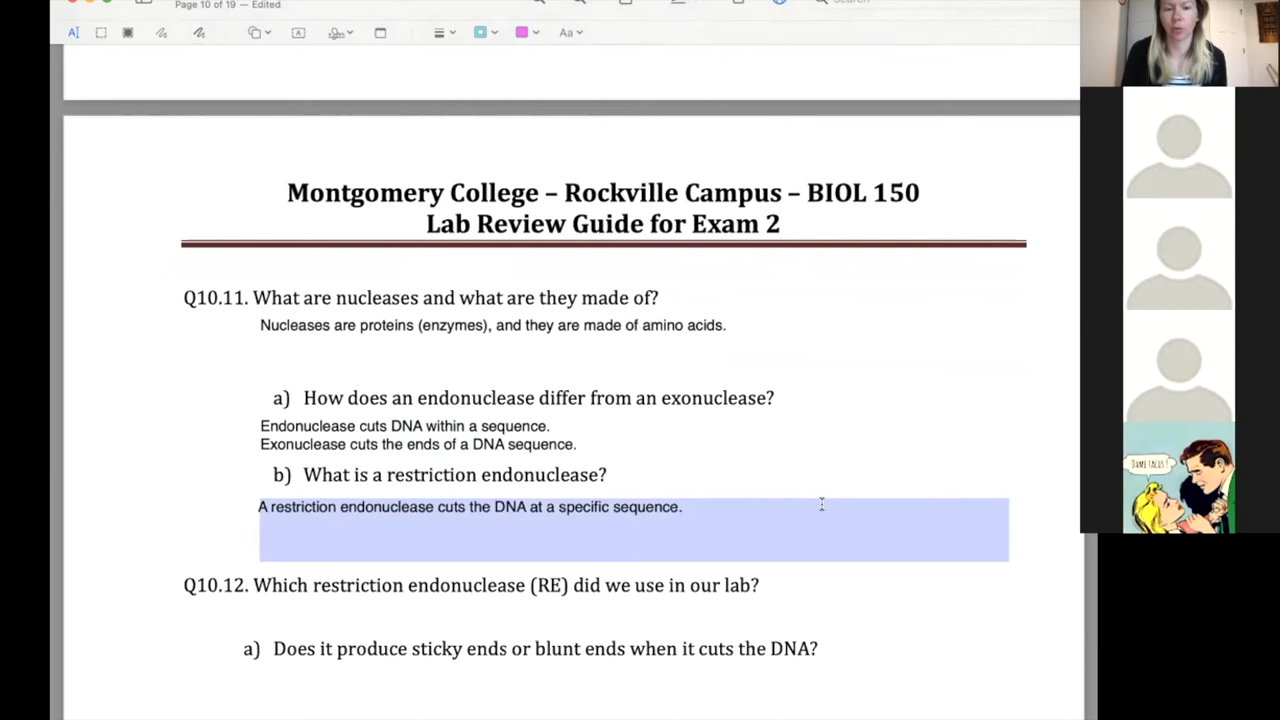 Page 10 of 19 — Edited
Search
A
Aa
Montgomery College – Rockville Campus – BIOL 150
Lab Review Guide for Exam 2
Q10.11. What are nucleases and what are they made of?
Nucleases are proteins (enzymes), and they are made of amino acids.
a) How does an endonuclease differ from an exonuclease?
Endonuclease cuts DNA within a sequence.
Exonuclease cuts the ends of a DNA sequence.
b) What is a restriction endonuclease?
A restriction endonuclease cuts the DNA at a specific sequence.
Q10.12. Which restriction endonuclease (RE) did we use in our lab?
a) Does it produce sticky ends or blunt ends when it cuts the DNA?
DAME TACOS!